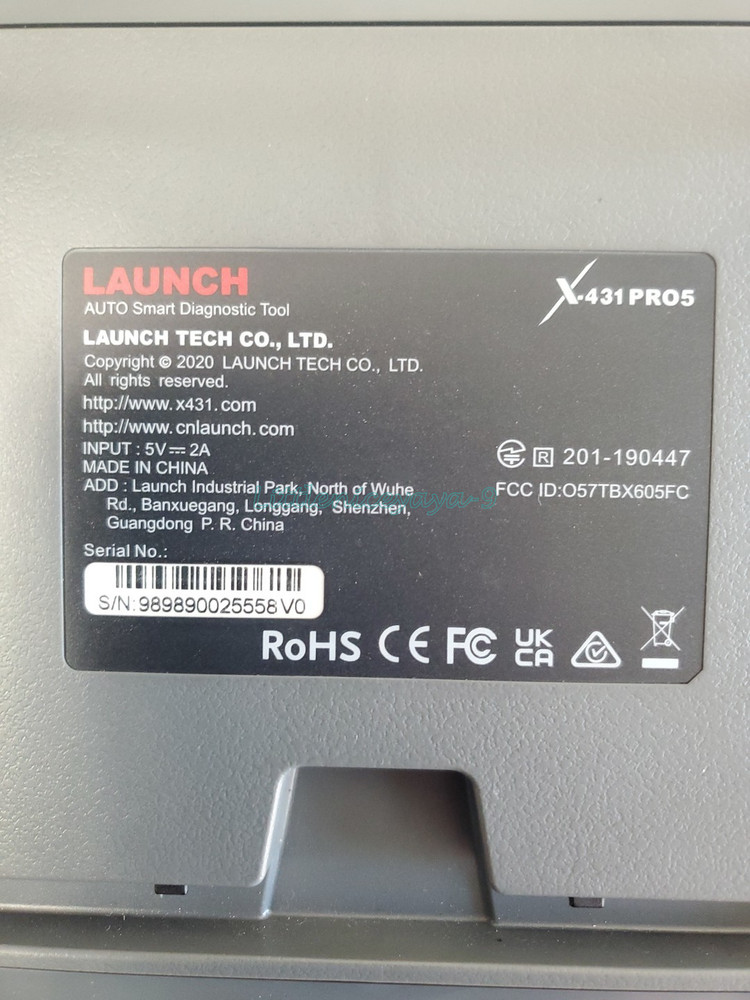 LAUNCH
AUTO Smart Diagnostic Tool
X-431 PRO5
LAUNCH TECH CO., LTD.
Copyright © 2020 LAUNCH TECH CO., LTD.
All rights reserved.
http://www.x431.com
http://www.cnlaunch.com
INPUT : 5V⎓2A
MADE IN CHINA
ADD : Launch Industrial Park, North of Wuhe
Rd., Banxuegang, Longgang, Shenzhen,
Guangdong P. R. China
R 201-190447
FCC ID:O57TBX605FC
Serial No.:
S/N: 989890025558 V0
RoHS CE FC UK CA